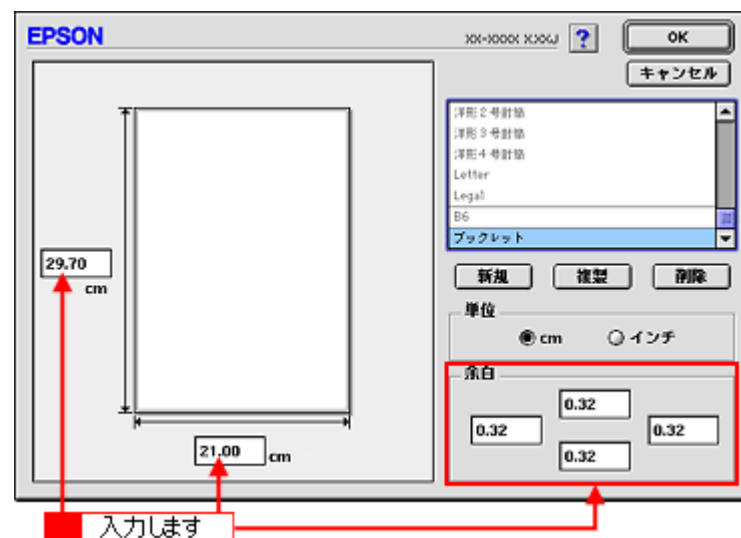 EPSON
XX-XXXX X.XXJ
?
OK
キャンセル
洋形2号封筒
洋形3号封筒
洋形4号封筒
Letter
Legal
B6
ブックレット
新規
複製
削除
単位
cm
インチ
余白
0.32
0.32
0.32
0.32
29.70
cm
21.00
cm
入力します